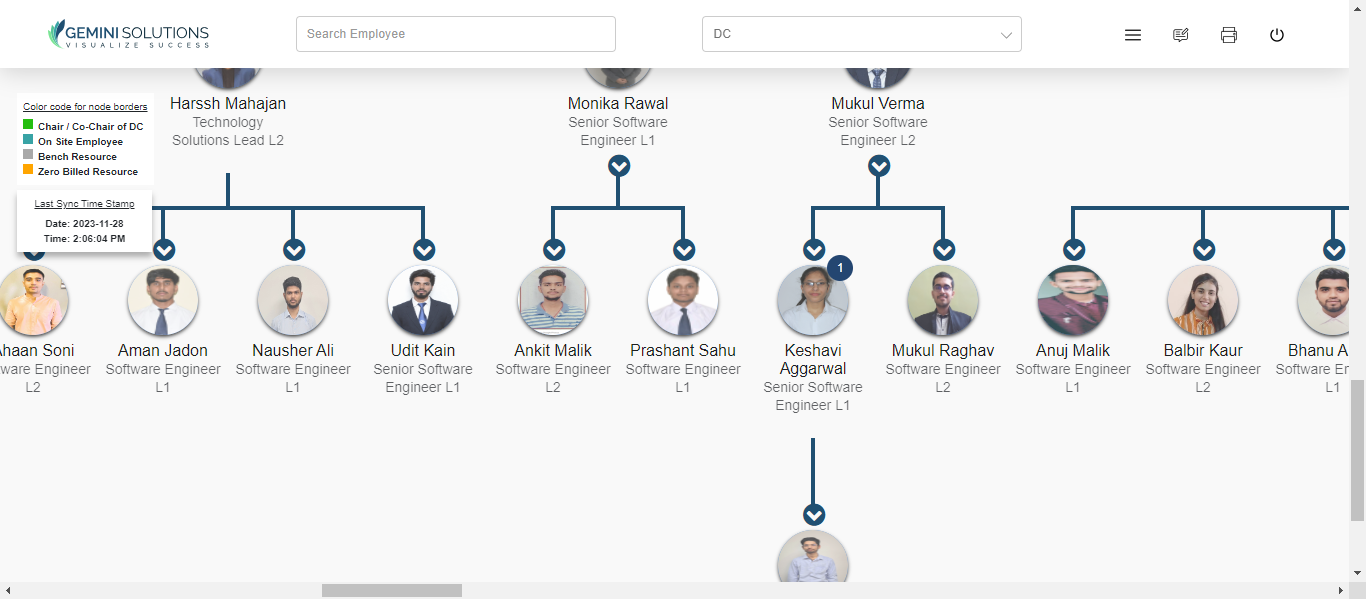 GEMINI SOLUTIONS
VISUALIZE SUCCESS
Search Employee
DC
Color code for node borders
Chair / Co-Chair of DC
On Site Employee
Bench Resource
Zero Billed Resource
Last Sync Time Stamp
Date: 2023-11-28
Time: 2:06:04 PM
Harssh Mahajan
Technology
Solutions Lead L2
Monika Rawal
Senior Software
Engineer L1
Mukul Verma
Senior Software
Engineer L2
Soni
Engineer
L2
Aman Jadon
Software Engineer
L1
Nausher Ali
Software Engineer
L1
Udit Kain
Senior Software
Engineer L1
Ankit Malik
Software Engineer
L2
Prashant Sahu
Software Engineer
L1
1
Keshavi
Aggarwal
Senior Software
Engineer L1
Mukul Raghav
Software Engineer
L2
Anuj Malik
Software Engineer
L1
Balbir Kaur
Software Engineer
L2
Bhanu
Software
L1